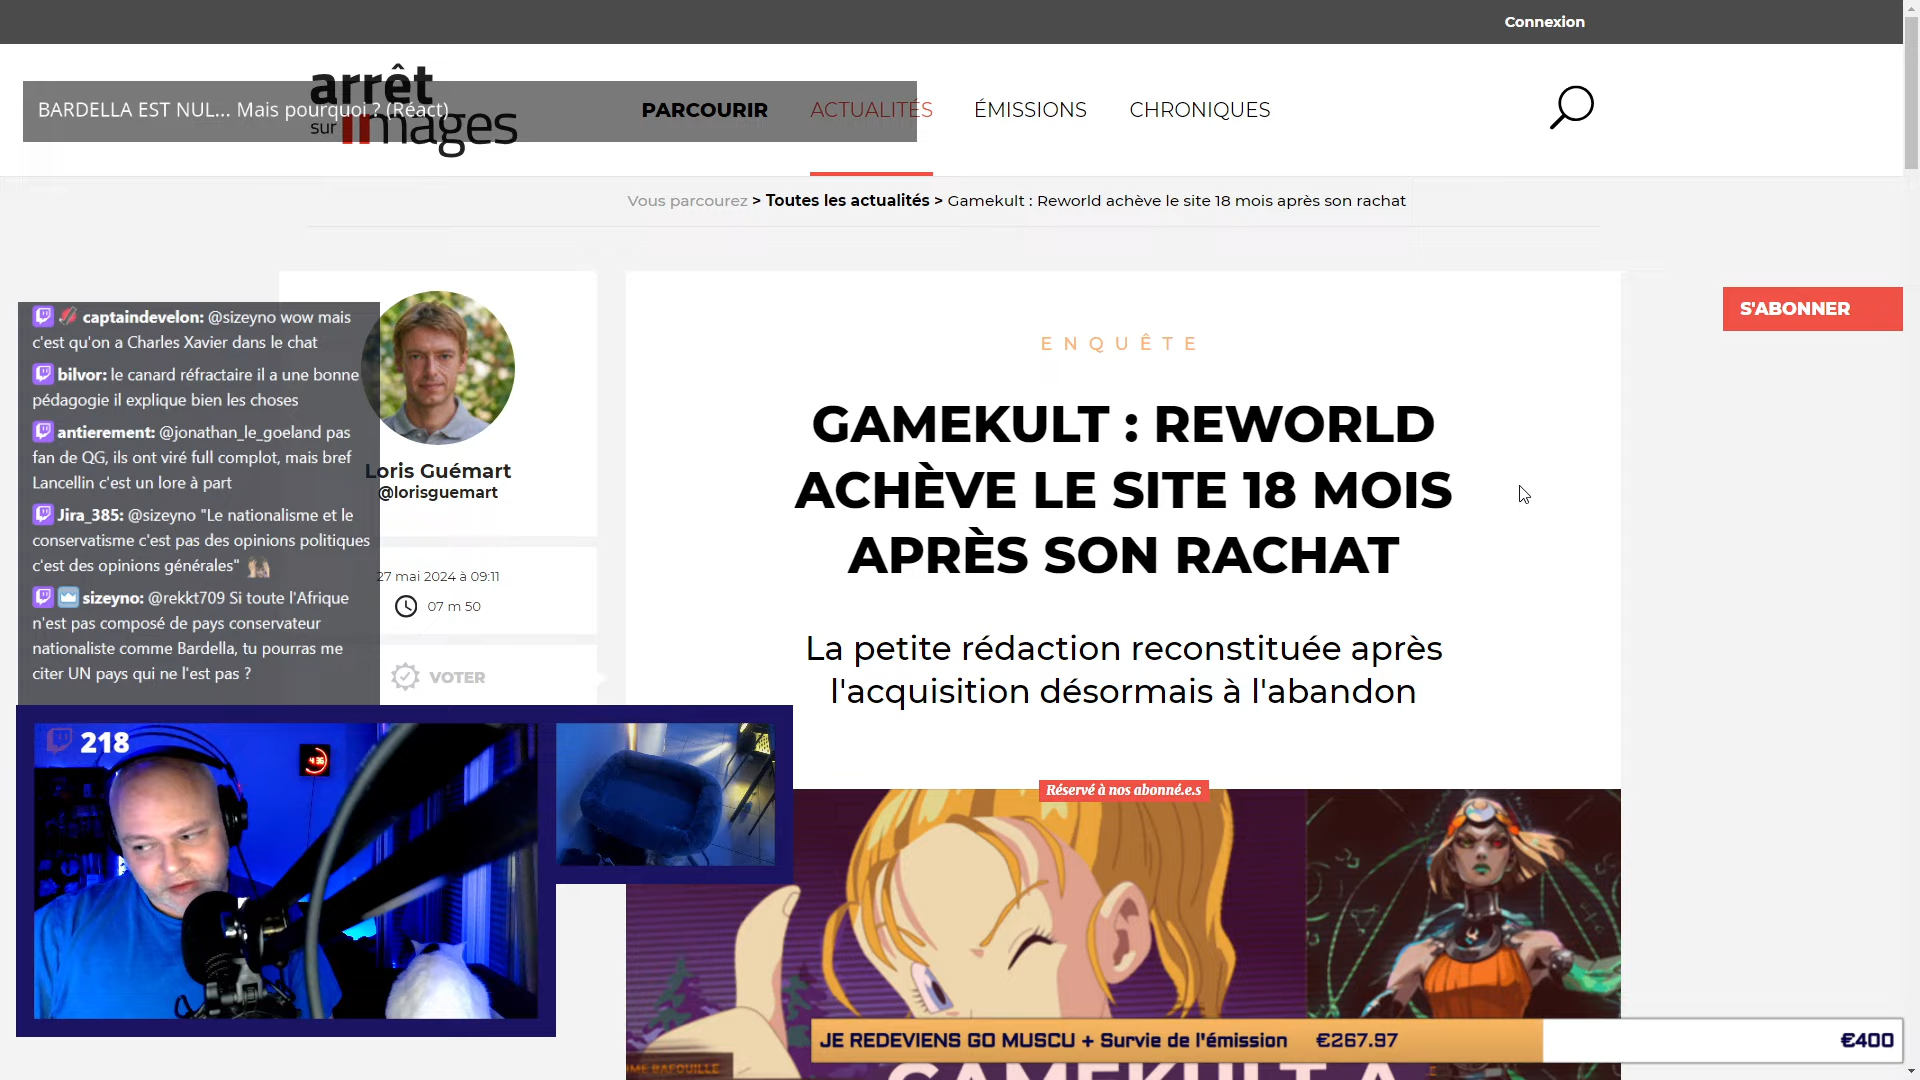 Connexion
arrêt
sur images
BARDELLA EST NUL... Mais pourquoi ? (Réact)
PARCOURIR
ACTUALITÉS
ÉMISSIONS
CHRONIQUES
Vous parcourez > Toutes les actualités > Gamekult : Reworld achève le site 18 mois après son rachat
S'ABONNER
captaindevelon: @sizeyno wow mais
c'est qu'on a Charles Xavier dans le chat
bilvor: le canard réfractaire il a une bonne
pédagogie il explique bien les choses
antierement: @jonathan_le_goeland pas
fan de QG, ils ont viré full complot, mais bref
Lancellin c'est un lore à part
Jira_385: @sizeyno "Le nationalisme et le
conservatisme c'est pas des opinions politiques
c'est des opinions générales"
sizeyno: @rekkt709 Si toute l'Afrique
n'est pas composé de pays conservateur
nationaliste comme Bardella, tu pourras me
citer UN pays qui ne l'est pas ?
Loris Guémart
@lorisguemart
27 mai 2024 à 09:11
07 m 50
VOTER
ENQUÊTE
GAMEKULT : REWORLD
ACHÈVE LE SITE 18 MOIS
APRÈS SON RACHAT
La petite rédaction reconstituée après
l'acquisition désormais à l'abandon
Réservé à nos abonné.e.s
218
JE REDEVIENS GO MUSCU + Survie de l'émission €267.97
€400
GAMEKULT A